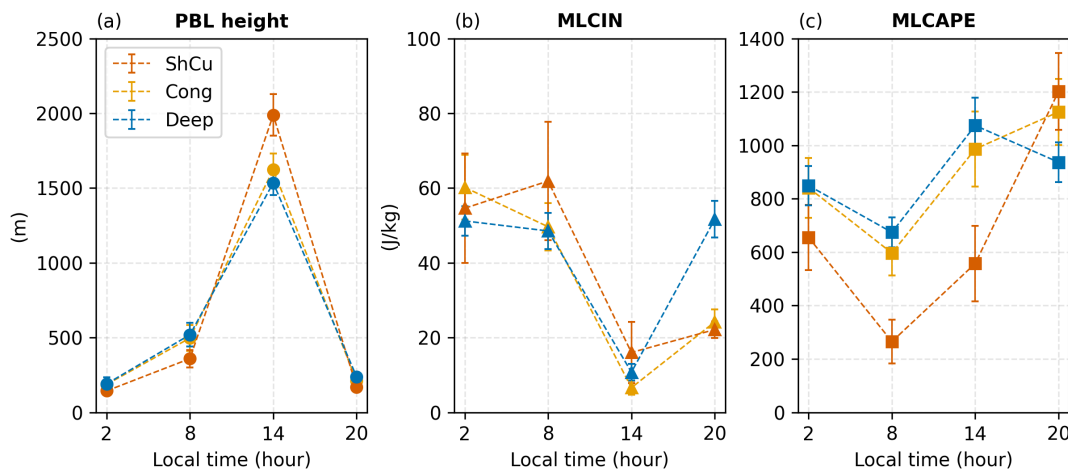 (a) PBL height
(m)
2500
2000
1500
1000
500
0
ShCu
Cong
Deep
2 8 14 20
Local time (hour)
(b) MLCIN
(J/kg)
100
80
60
40
20
0
2 8 14 20
Local time (hour)
(c) MLCAPE
1400
1200
1000
800
600
400
200
0
2 8 14 20
Local time (hour)